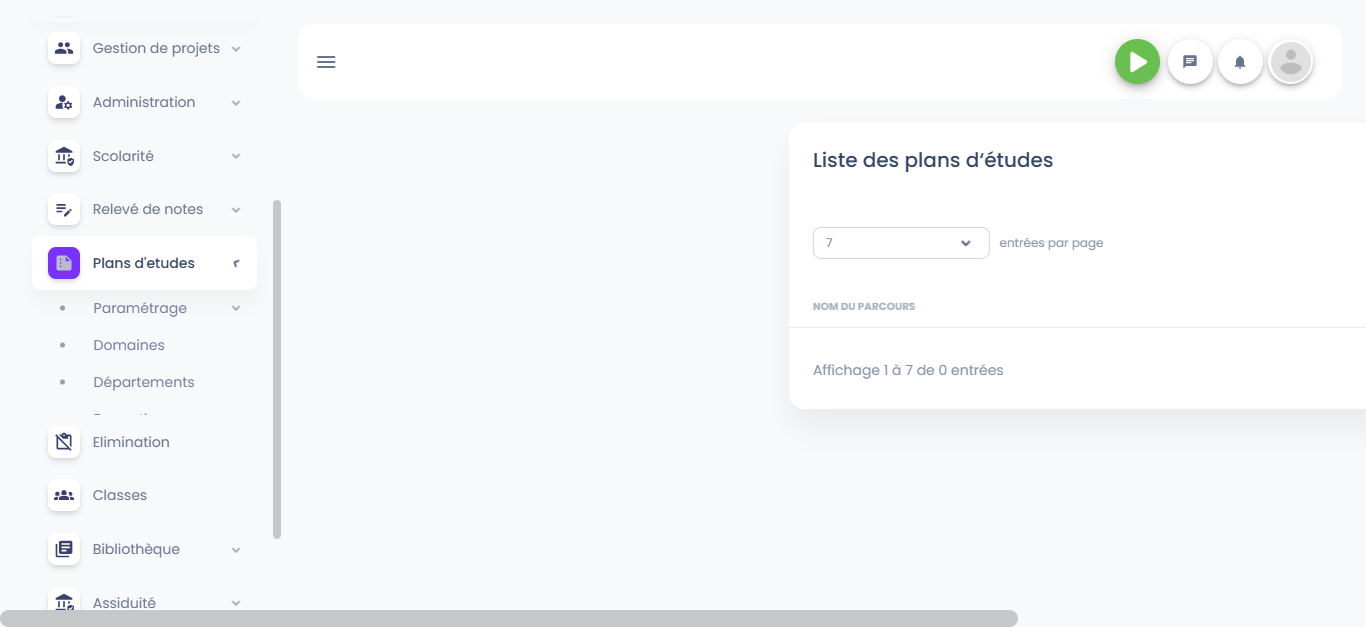 Gestion de projets
Administration
Scolarité
Relevé de notes
Plans d'etudes
Paramétrage
Domaines
Départements
Elimination
Classes
Bibliothèque
Assiduité
Liste des plans d‘études
7
entrées par page
NOM DU PARCOURS
Affichage 1 à 7 de 0 entrées